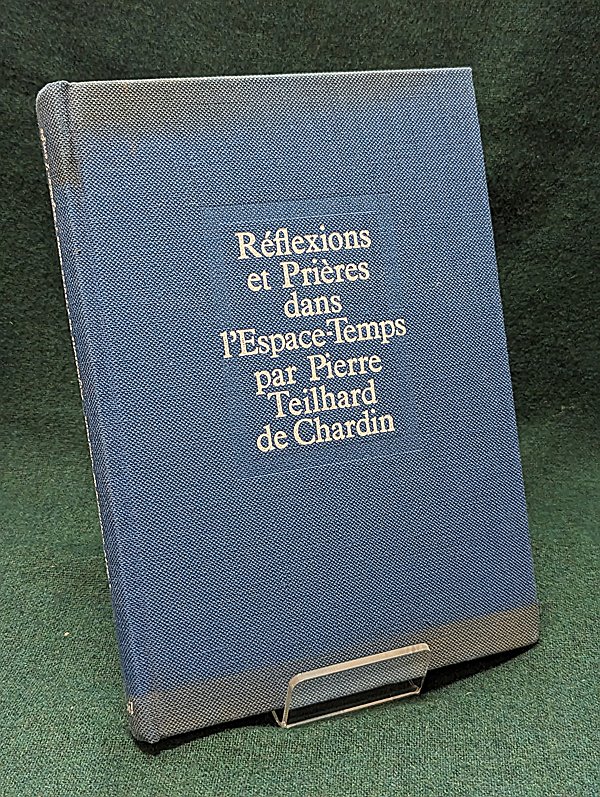 Réflexions
et Prières
dans
l'Espace-Temps
par Pierre
Teilhard
de Chardin